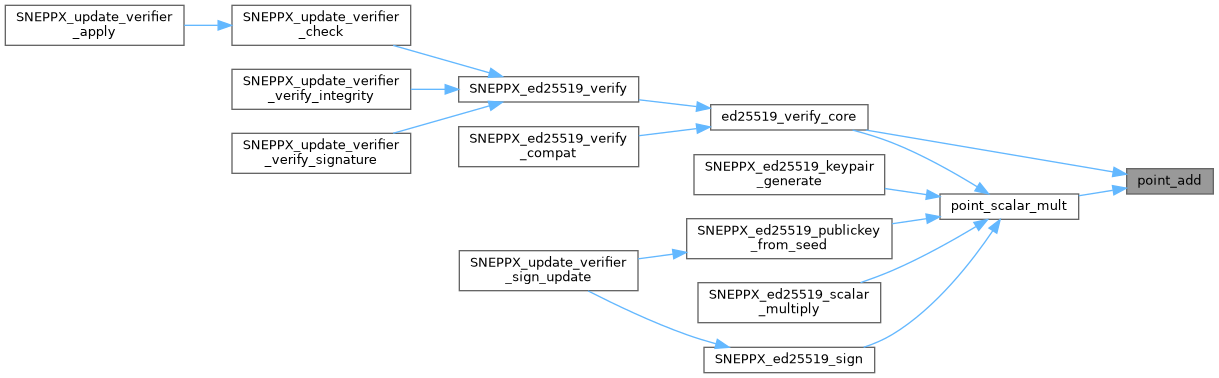 SNEPPX_update_verifier
_apply
SNEPPX_update_verifier
_check
SNEPPX_update_verifier
_verify_integrity
SNEPPX_update_verifier
_verify_signature
SNEPPX_ed25519_verify
SNEPPX_ed25519_verify
_compat
SNEPPX_update_verifier
_sign_update
ed25519_verify_core
SNEPPX_ed25519_keypair
_generate
SNEPPX_ed25519_publickey
_from_seed
SNEPPX_ed25519_scalar
_multiply
SNEPPX_ed25519_sign
point_scalar_mult
point_add